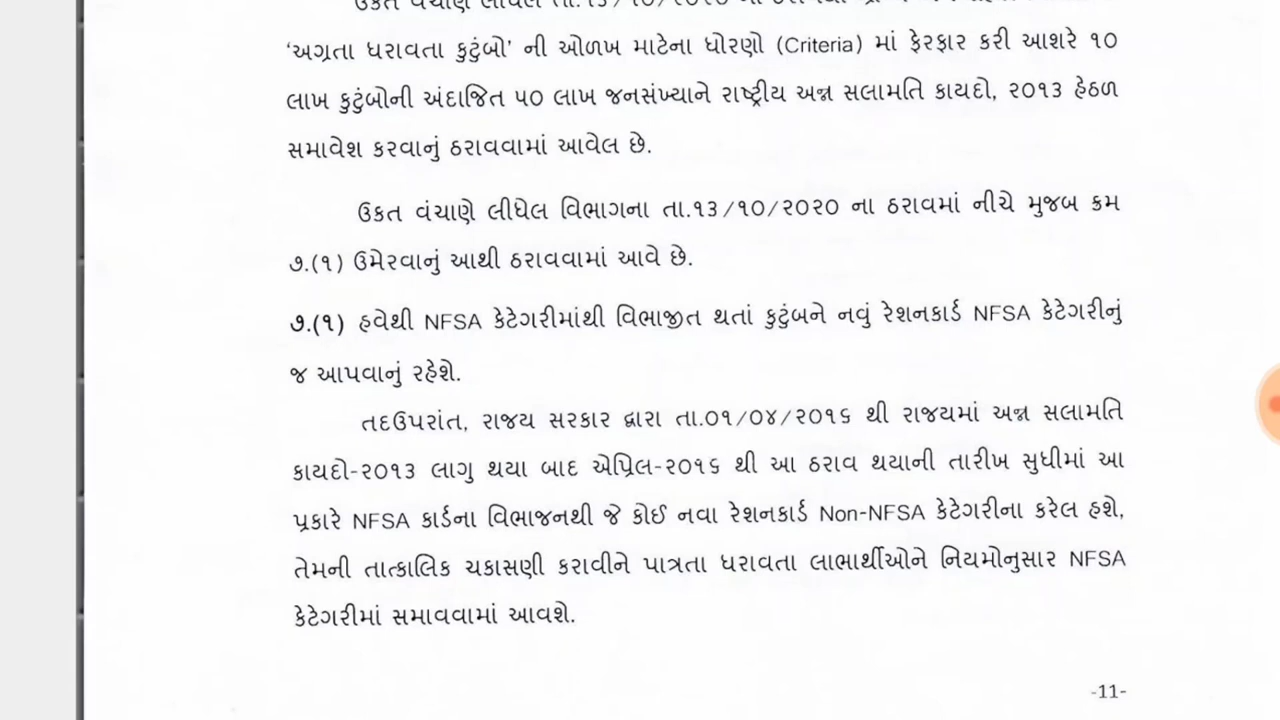 ‘અગ્રતા ધરાવતા કુટુંબો’ ની ઓળખ માટેના ધોરણો (Criteria) માં ફેરફાર કરી આશરે ૧૦
લાખ કુટુંબોની અંદાજિત ૫૦ લાખ જનસંખ્યાને રાષ્ટ્રીય અન્ન સલામતિ કાયદો, ૨૦૧૩ હેઠળ
સમાવેશ કરવાનું ઠરાવવામાં આવેલ છે.
ઉકત વંચાણે લીધેલ વિભાગના તા.૧૩/૧૦/૨૦૨૦ ના ઠરાવમાં નીચે મુજબ ક્રમ
૭.(૧) ઉમેરવાનું આથી ઠરાવવામાં આવે છે.
૭.(૧) હવેથી NFSA કેટેગરીમાંથી વિભાજીત થતાં કુટુંબને નવું રેશનકાર્ડ NFSA કેટેગરીનું
જ આપવાનું રહેશે.
તદઉપરાંત, રાજય સરકાર દ્વારા તા.૦૧/૦૪/૨૦૧૬ થી રાજયમાં અન્ન સલામતિ
કાયદો-૨૦૧૩ લાગુ થયા બાદ એપ્રિલ-૨૦૧૬ થી આ ઠરાવ થયાની તારીખ સુધીમાં આ
પ્રકારે NFSA કાર્ડના વિભાજનથી જે કોઈ નવા રેશનકાર્ડ Non-NFSA કેટેગરીના કરેલ હશે,
તેમની તાત્કાલિક ચકાસણી કરાવીને પાત્રતા ધરાવતા લાભાર્થીઓને નિયમોનુસાર NFSA
કેટેગરીમાં સમાવવામાં આવશે.
-11-